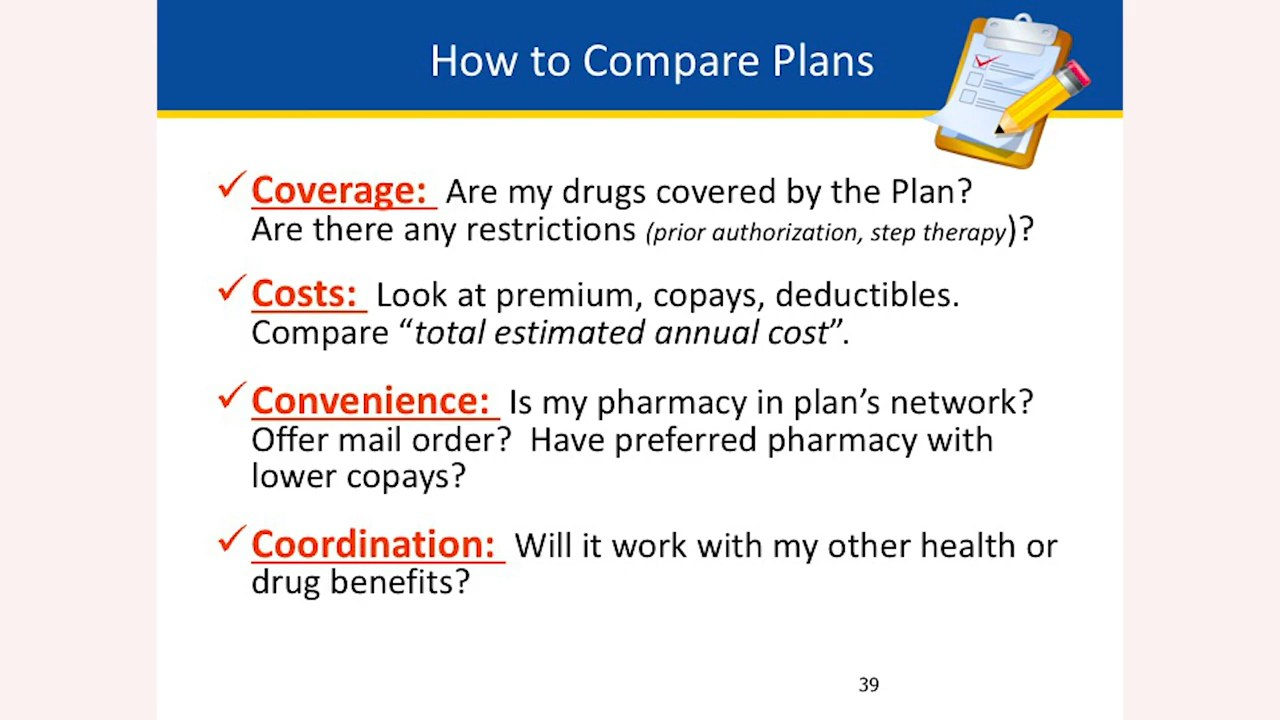 How to Compare Plans
Coverage: Are my drugs covered by the Plan?
Are there any restrictions (prior authorization, step therapy)?
Costs: Look at premium, copays, deductibles.
Compare “total estimated annual cost”.
Convenience: Is my pharmacy in plan’s network?
Offer mail order? Have preferred pharmacy with
lower copays?
Coordination: Will it work with my other health or
drug benefits?
39